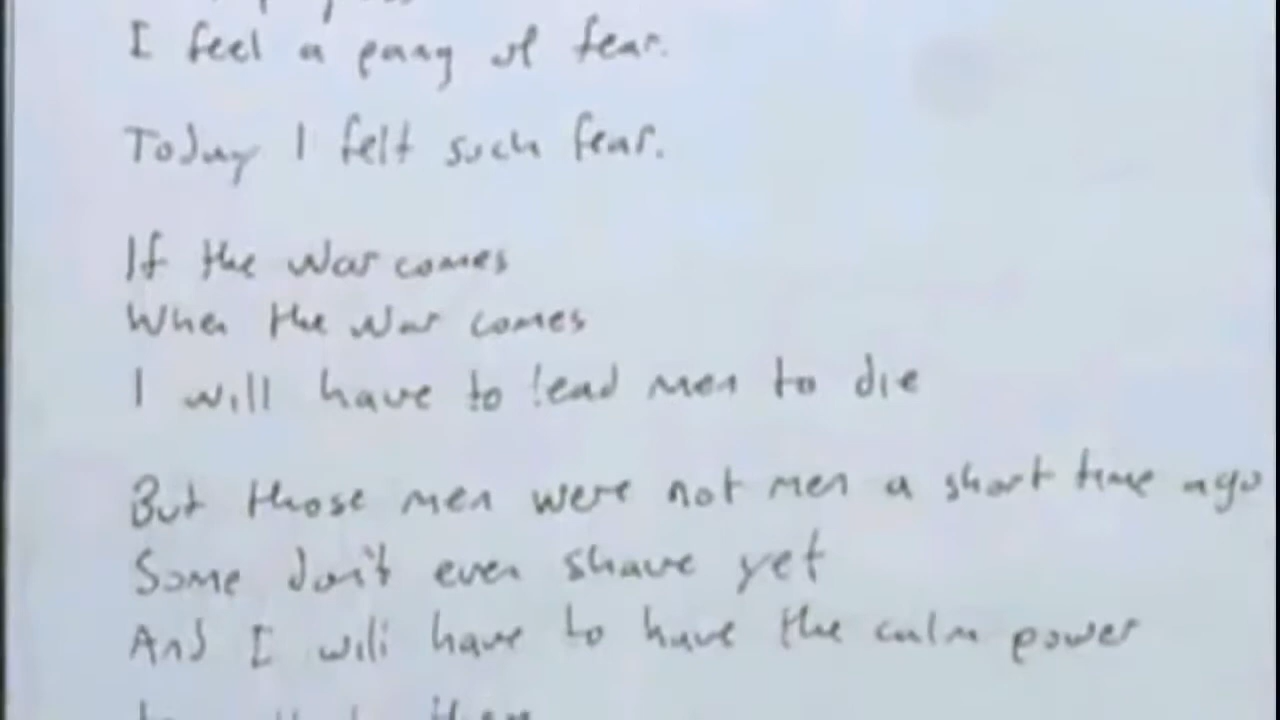 I feel a pang of fear.
Today I felt such fear.
If the war comes
When the war comes
I will have to lead men to die
But those men were not men a short time ago
Some don't even shave yet
And I will have to have the calm power